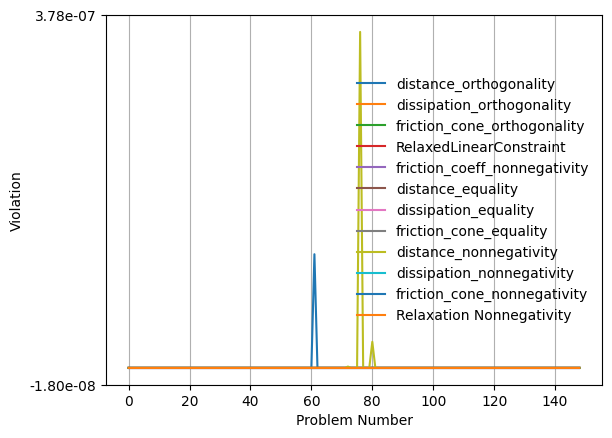 3.78e-07
distance_orthogonality
dissipation_orthogonality
friction_cone_orthogonality
RelaxedLinearConstraint
friction_coeff_nonnegativity
distance_equality
dissipation_equality
friction_cone_equality
distance_nonnegativity
dissipation_nonnegativity
friction_cone_nonnegativity
Relaxation Nonnegativity
Violation
-1.80e-08
0 20 40 60 80 100 120 140
Problem Number